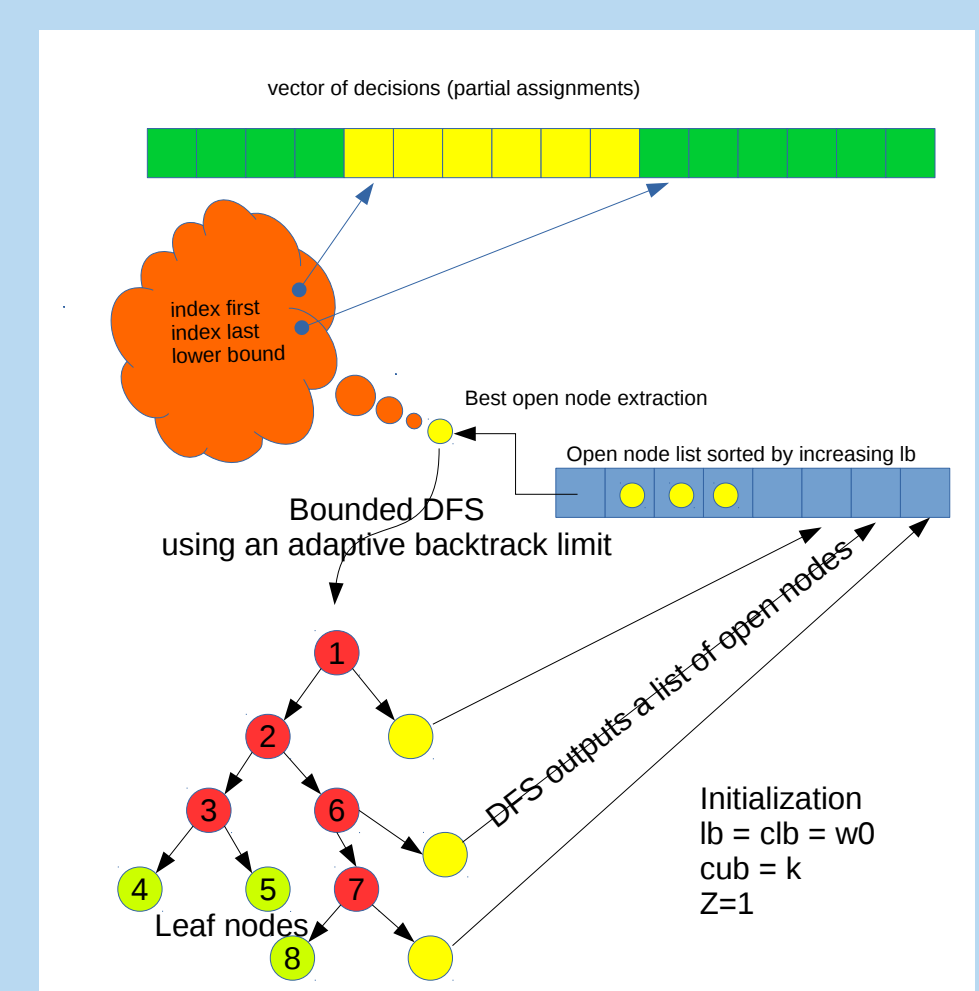 vector of decisions (partial assignments)
index first
index last
lower bound
Best open node extraction
Open node list sorted by increasing lb
Bounded DFS
using an adaptive backtrack limit
DFS outputs a list of open nodes
1
2
3
6
4
5
7
Leaf nodes
8
Initialization
lb = clb = w0
cub = k
Z=1